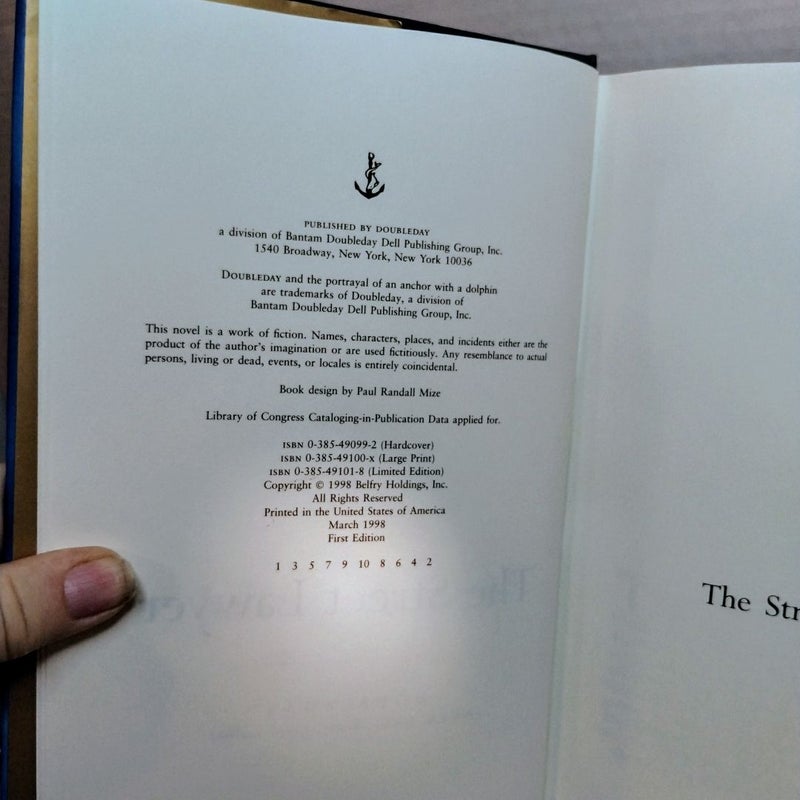 PUBLISHED BY DOUBLEDAY
a division of Bantam Doubleday Dell Publishing Group, Inc.
1540 Broadway, New York, New York 10036
DOUBLEDAY and the portrayal of an anchor with a dolphin
are trademarks of Doubleday, a division of
Bantam Doubleday Dell Publishing Group, Inc.
This novel is a work of fiction. Names, characters, places, and incidents either are the
product of the author's imagination or are used fictitiously. Any resemblance to actual
persons, living or dead, events, or locales is entirely coincidental.
Book design by Paul Randall Mize
Library of Congress Cataloging-in-Publication Data applied for.
ISBN 0-385-49099-2 (Hardcover)
ISBN 0-385-49100-x (Large Print)
ISBN 0-385-49101-8 (Limited Edition)
Copyright © 1998 Belfry Holdings, Inc.
All Rights Reserved
Printed in the United States of America
March 1998
First Edition
1 3 5 7 9 10 8 6 4 2
The Str